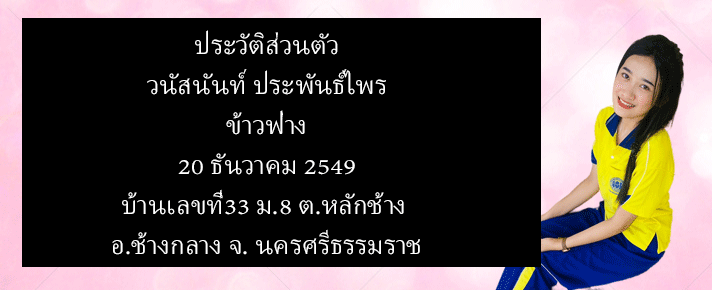 ประวัติส่วนตัว
วนัสนันท์ ประพันธ์ไพร
ข้าวฟาง
20 ธันวาคม 2549
บ้านเลขที่33 ม.8 ต.หลักช้าง
อ.ช้างกลาง จ. นครศรีธรรมราช